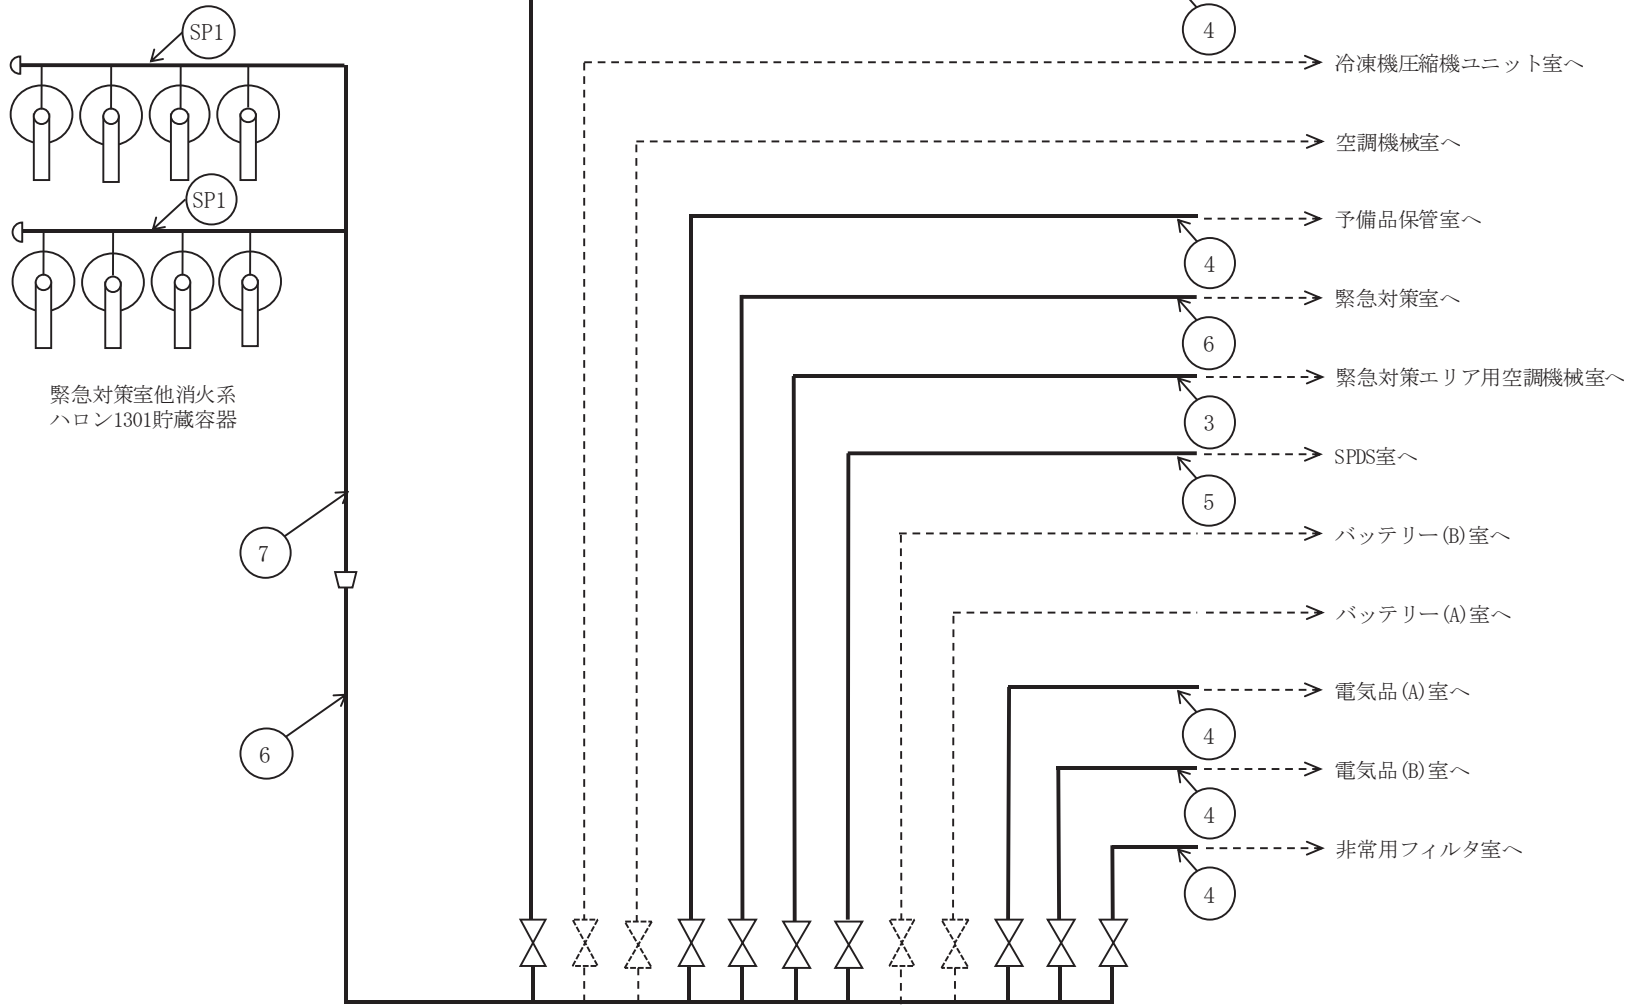 SP1
4
冷凍機圧縮機ユニット室へ
空調機械室へ
SP1
予備品保管室へ
4
緊急対策室へ
6
緊急対策エリア用空調機械室へ
緊急対策室他消火系
ハロン1301貯蔵容器
3
SPDS室へ
5
バッテリー(B)室へ
7
バッテリー(A)室へ
電気品(A)室へ
4
6
電気品(B)室へ
4
非常用フィルタ室へ
4